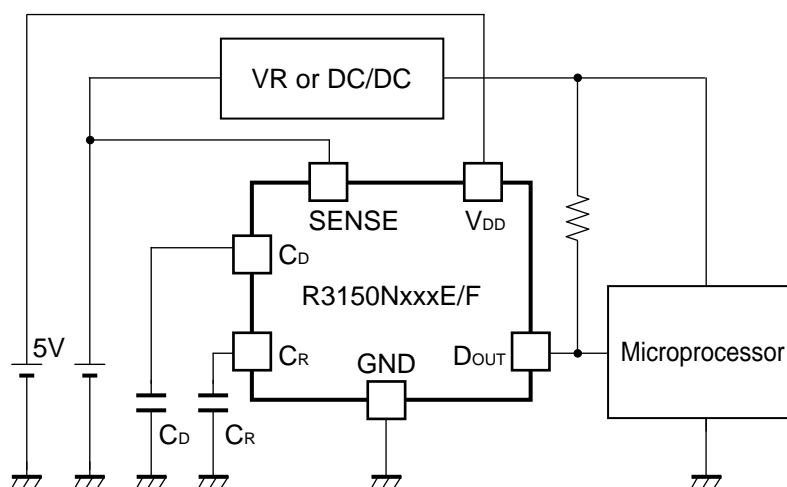 VR or DC/DC
SENSE
VDD
CD
R3150NxxxE/F
5V
CR
GND
DOUT
Microprocessor
CD
CR